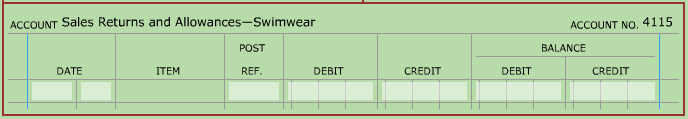 ACCOUNT Sales Returns and Allowances—Swimwear ACCOUNT NO. 4115
POST BALANCE
DATE ITEM REF. DEBIT CREDIT DEBIT CREDIT